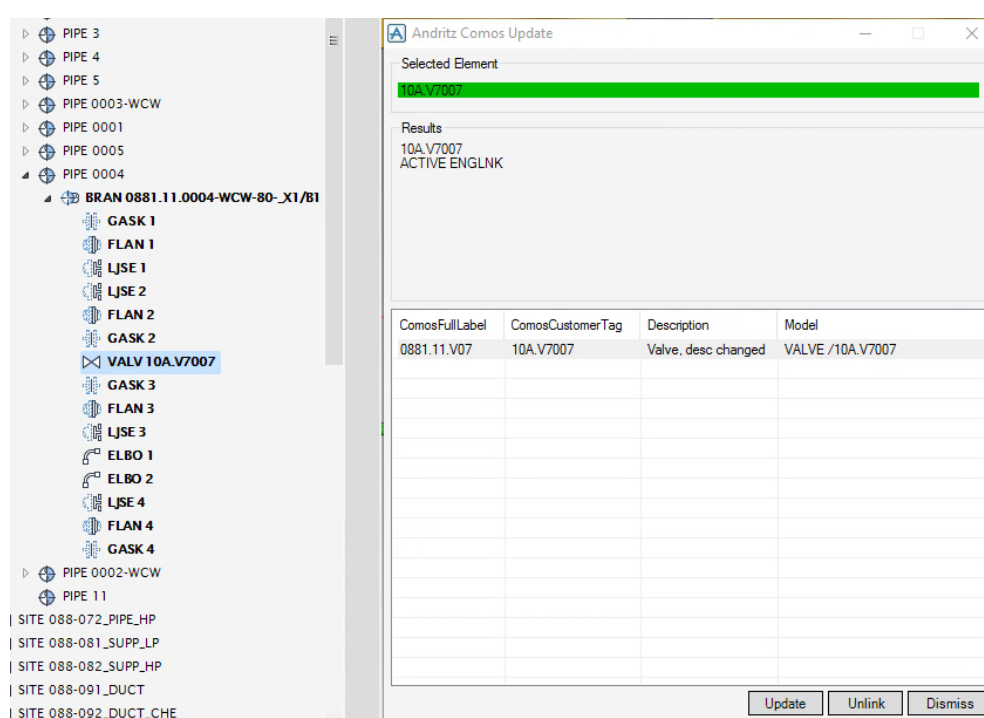 PIPE 3
PIPE 4
PIPE 5
PIPE 0003-WCW
PIPE 0001
PIPE 0005
PIPE 0004
BRAN 0881.11.0004-WCW-80-_X1/B1
GASK 1
FLAN 1
LJSE 1
LJSE 2
FLAN 2
GASK 2
VALV 10A.V7007
GASK 3
FLAN 3
LJSE 3
ELBO 1
ELBO 2
LJSE 4
FLAN 4
GASK 4
PIPE 0002-WCW
PIPE 11
SITE 088-072_PIPE_HP
SITE 088-081_SUPP_LP
SITE 088-082_SUPP_HP
SITE 088-091_DUCT
SITE 088-092_DUCT_CHE
Andritz Comos Update
Selected Element
10A.V7007
Results
10A.V7007
ACTIVE ENGLNK
ComosFullLabel ComosCustomerTag Description Model
0881.11.V07 10A.V7007 Valve, desc changed VALVE /10A.V7007
Update Unlink Dismiss